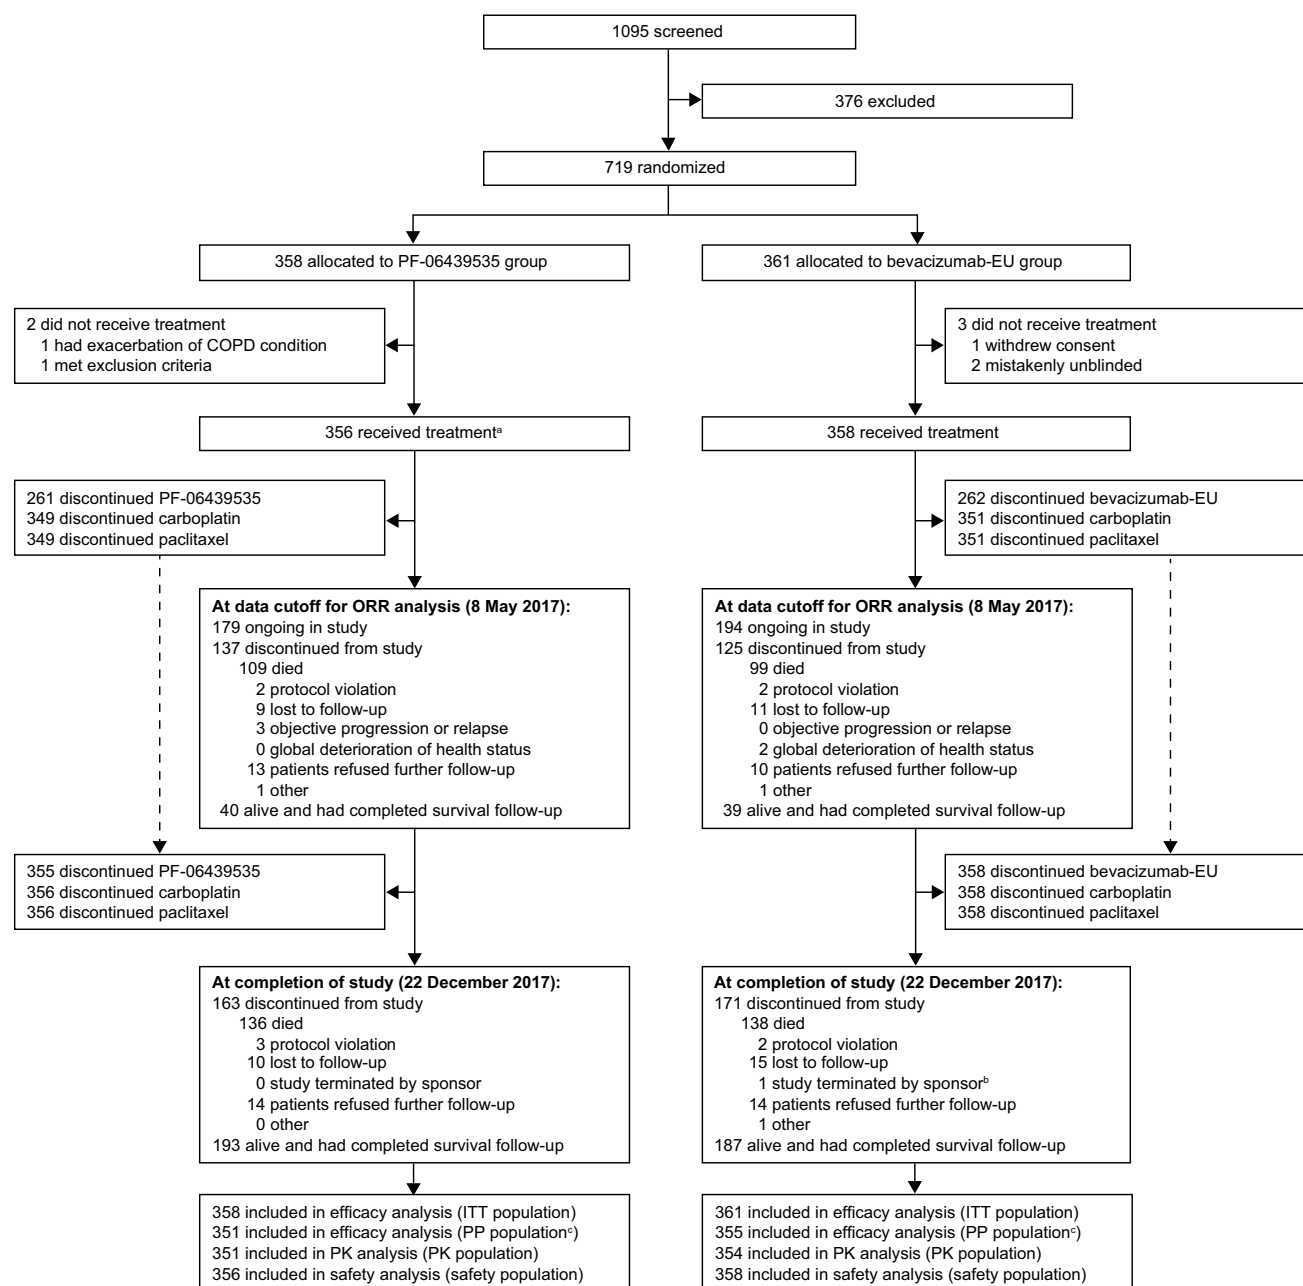 1095 screened
376 excluded
719 randomized
358 allocated to PF-06439535 group
361 allocated to bevacizumab-EU group
2 did not receive treatment
1 had exacerbation of COPD condition
1 met exclusion criteria
3 did not receive treatment
1 withdrew consent
2 mistakenly unblinded
356 received treatmentᵃ
358 received treatment
261 discontinued PF-06439535
349 discontinued carboplatin
349 discontinued paclitaxel
262 discontinued bevacizumab-EU
351 discontinued carboplatin
351 discontinued paclitaxel
At data cutoff for ORR analysis (8 May 2017):
179 ongoing in study
137 discontinued from study
109 died
2 protocol violation
9 lost to follow-up
3 objective progression or relapse
0 global deterioration of health status
13 patients refused further follow-up
1 other
40 alive and had completed survival follow-up
At data cutoff for ORR analysis (8 May 2017):
194 ongoing in study
125 discontinued from study
99 died
2 protocol violation
11 lost to follow-up
0 objective progression or relapse
2 global deterioration of health status
10 patients refused further follow-up
1 other
39 alive and had completed survival follow-up
355 discontinued PF-06439535
356 discontinued carboplatin
356 discontinued paclitaxel
358 discontinued bevacizumab-EU
358 discontinued carboplatin
358 discontinued paclitaxel
At completion of study (22 December 2017):
163 discontinued from study
136 died
3 protocol violation
10 lost to follow-up
0 study terminated by sponsor
14 patients refused further follow-up
0 other
193 alive and had completed survival follow-up
At completion of study (22 December 2017):
171 discontinued from study
138 died
2 protocol violation
15 lost to follow-up
1 study terminated by sponsorᵇ
14 patients refused further follow-up
1 other
187 alive and had completed survival follow-up
358 included in efficacy analysis (ITT population)
351 included in efficacy analysis (PP populationᶜ)
351 included in PK analysis (PK population)
356 included in safety analysis (safety population)
361 included in efficacy analysis (ITT population)
355 included in efficacy analysis (PP populationᶜ)
354 included in PK analysis (PK population)
358 included in safety analysis (safety population)